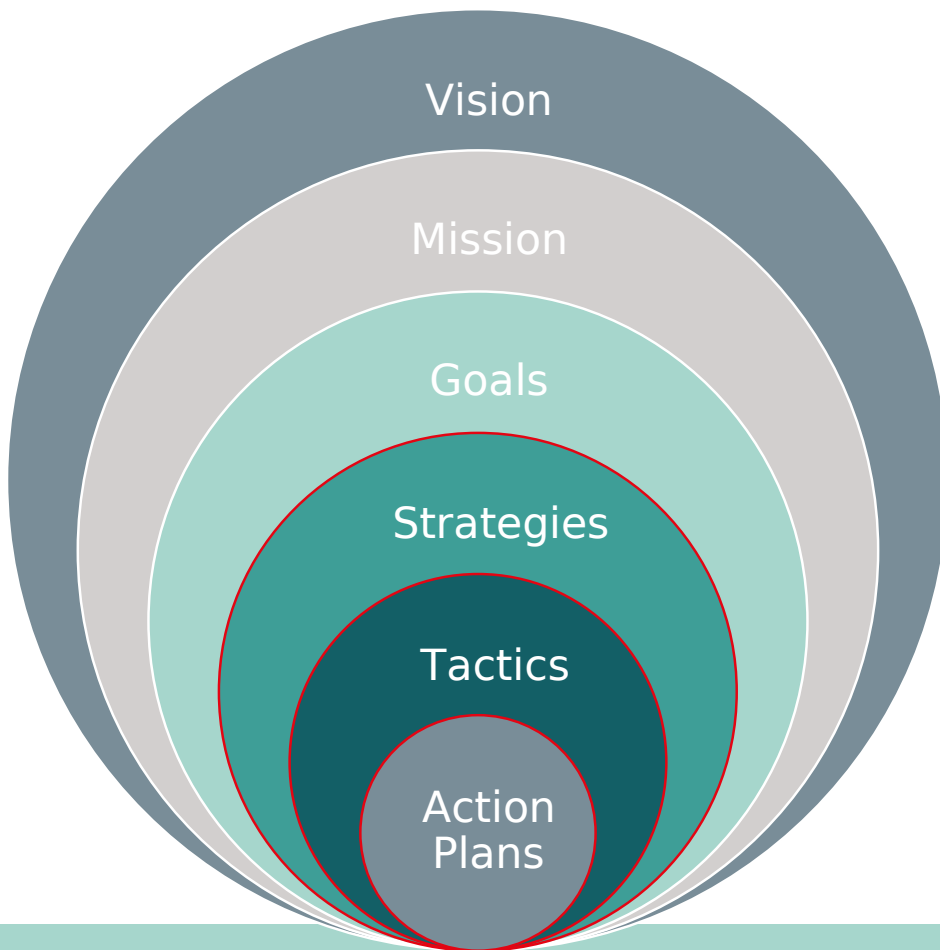 Vision
Mission
Goals
Strategies
Tactics
Action
Plans